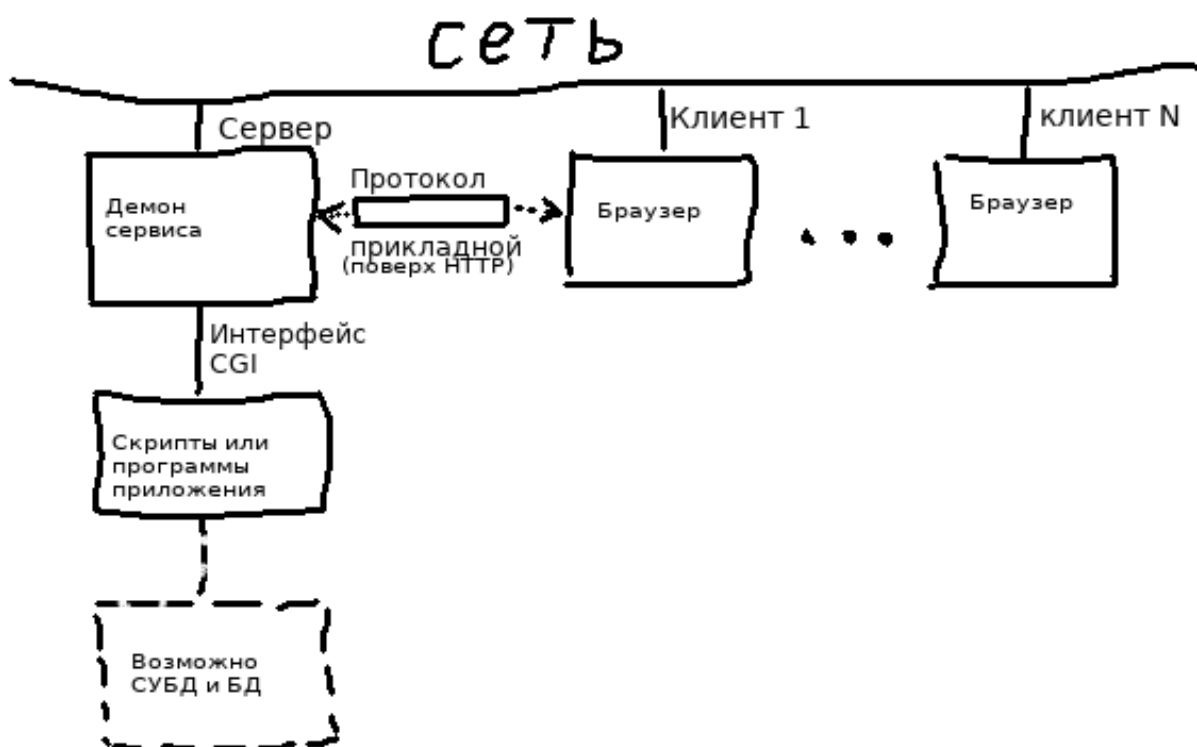 сеть
Сервер
Клиент 1
клиент N
Демон
сервиса
Протокол
прикладной
(поверх HTTP)
Браузер
Браузер
Интерфейс
CGI
Скрипты или
программы
приложения
Возможно
СУБД и БД